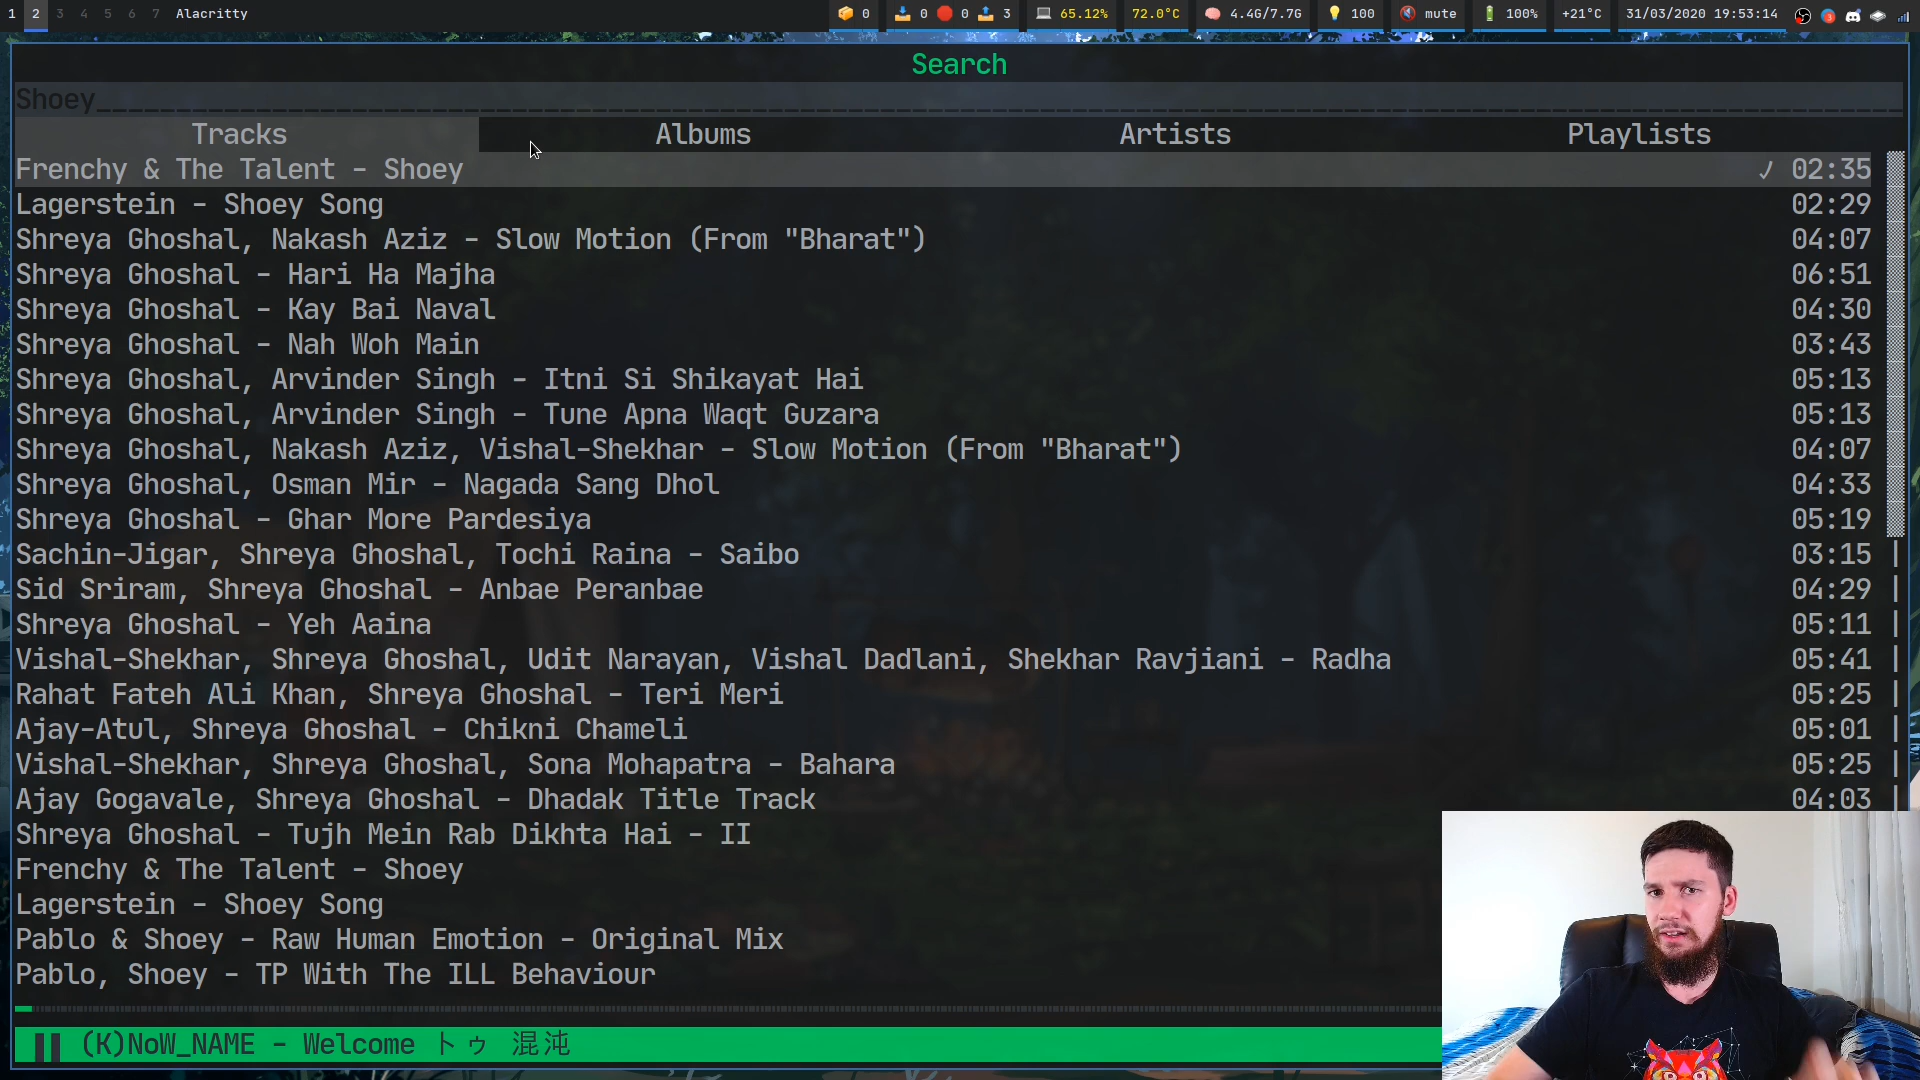 1 2 3 4 5 6 7 Alacritty 0 0 0 3 65.12% 72.0°C 4.4G/7.7G 100 mute 100% +21°C 31/03/2020 19:53:14
Search
Shoey
Tracks Albums Artists Playlists
Frenchy & The Talent - Shoey ✓ 02:35
Lagerstein - Shoey Song 02:29
Shreya Ghoshal, Nakash Aziz - Slow Motion (From "Bharat") 04:07
Shreya Ghoshal - Hari Ha Majha 06:51
Shreya Ghoshal - Kay Bai Naval 04:30
Shreya Ghoshal - Nah Woh Main 03:43
Shreya Ghoshal, Arvinder Singh - Itni Si Shikayat Hai 05:13
Shreya Ghoshal, Arvinder Singh - Tune Apna Waqt Guzara 05:13
Shreya Ghoshal, Nakash Aziz, Vishal-Shekhar - Slow Motion (From "Bharat") 04:07
Shreya Ghoshal, Osman Mir - Nagada Sang Dhol 04:33
Shreya Ghoshal - Ghar More Pardesiya 05:19
Sachin-Jigar, Shreya Ghoshal, Tochi Raina - Saibo 03:15
Sid Sriram, Shreya Ghoshal - Anbae Peranbae 04:29
Shreya Ghoshal - Yeh Aaina 05:11
Vishal-Shekhar, Shreya Ghoshal, Udit Narayan, Vishal Dadlani, Shekhar Ravjiani - Radha 05:41
Rahat Fateh Ali Khan, Shreya Ghoshal - Teri Meri 05:25
Ajay-Atul, Shreya Ghoshal - Chikni Chameli 05:01
Vishal-Shekhar, Shreya Ghoshal, Sona Mohapatra - Bahara 05:25
Ajay Gogavale, Shreya Ghoshal - Dhadak Title Track 04:03
Shreya Ghoshal - Tujh Mein Rab Dikhta Hai - II
Frenchy & The Talent - Shoey
Lagerstein - Shoey Song
Pablo & Shoey - Raw Human Emotion - Original Mix
Pablo, Shoey - TP With The ILL Behaviour
(K)NoW_NAME - Welcome トゥ 混沌